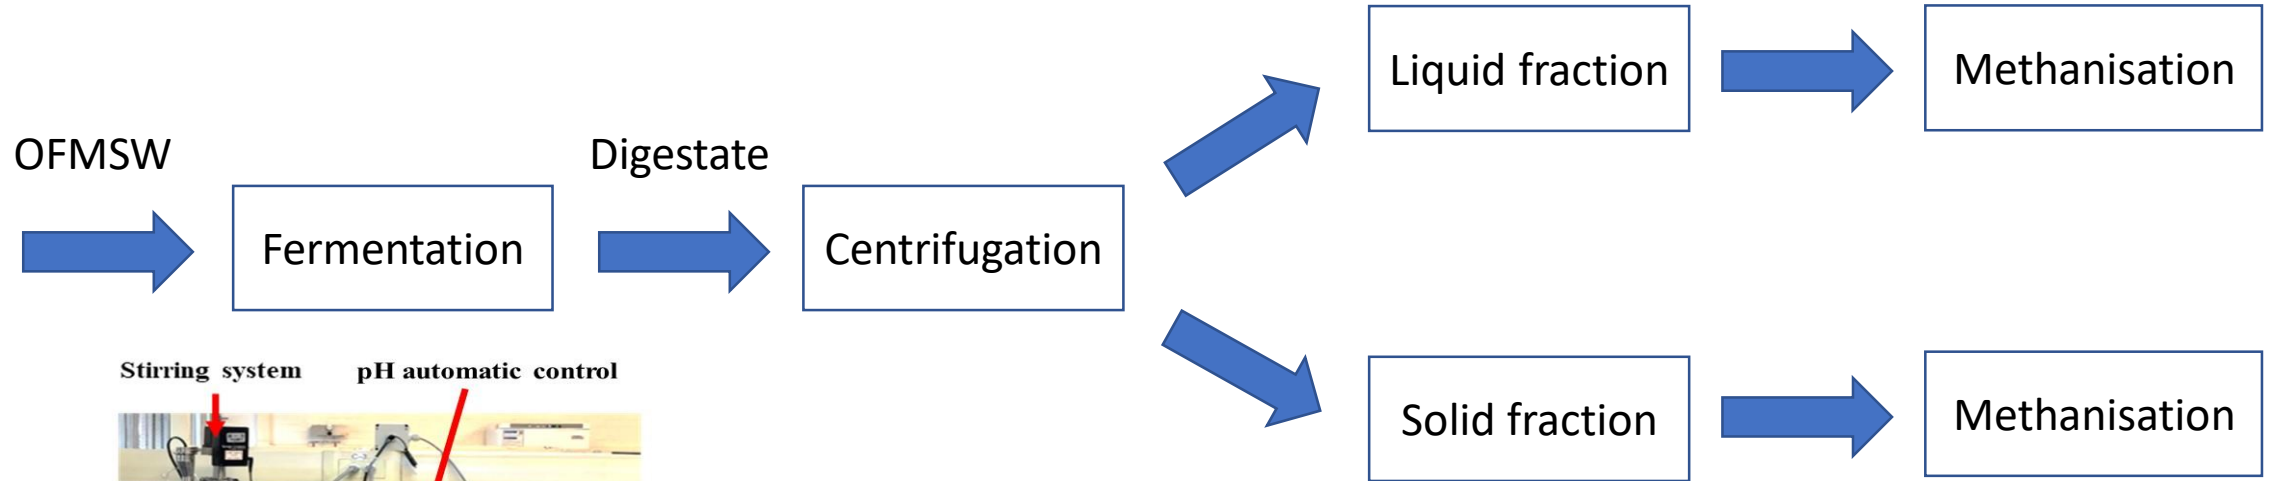 Liquid fraction
Methanisation
OFMSW
Digestate
Fermentation
Centrifugation
Stirring system
pH automatic control
Solid fraction
Methanisation